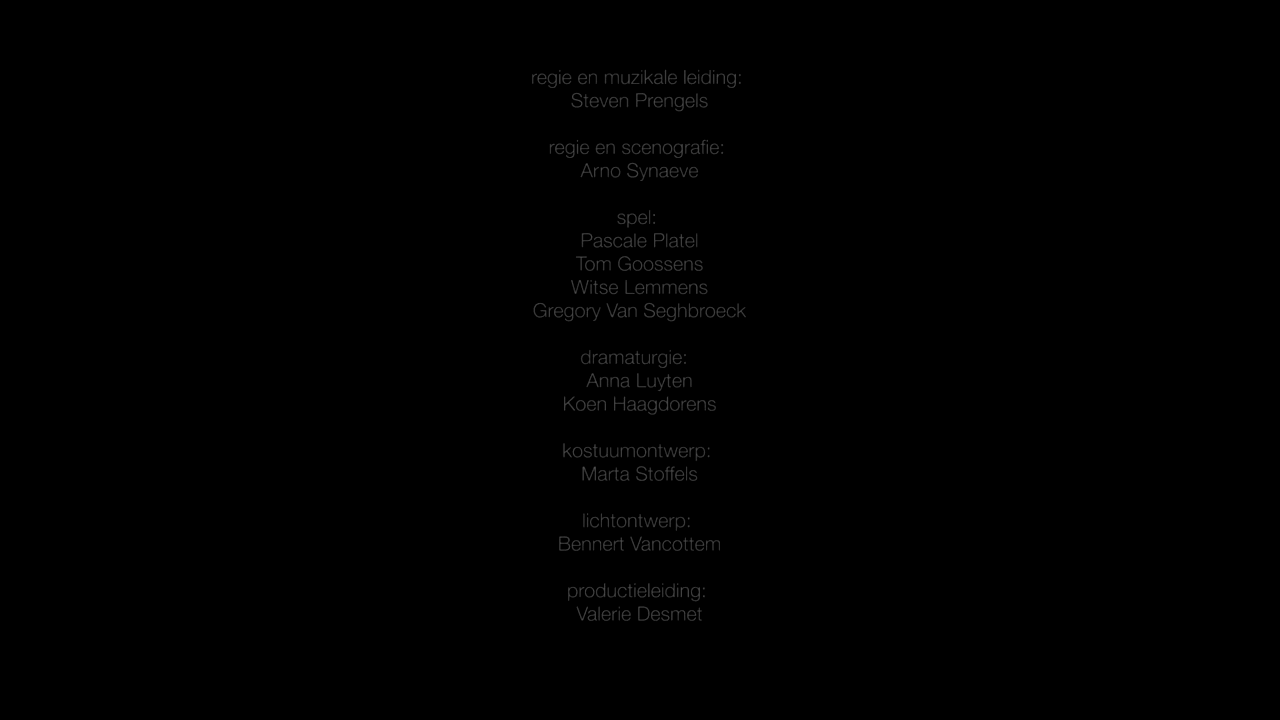 regie en muzikale leiding:
Steven Prengels
regie en scenografie:
Arno Synaeve
spel:
Pascale Platel
Tom Goossens
Witse Lemmens
Gregory Van Seghbroeck
dramaturgie:
Anna Luyten
Koen Haagdorens
kostuumontwerp:
Marta Stoffels
lichtontwerp:
Bennert Vancottem
productieleiding:
Valerie Desmet